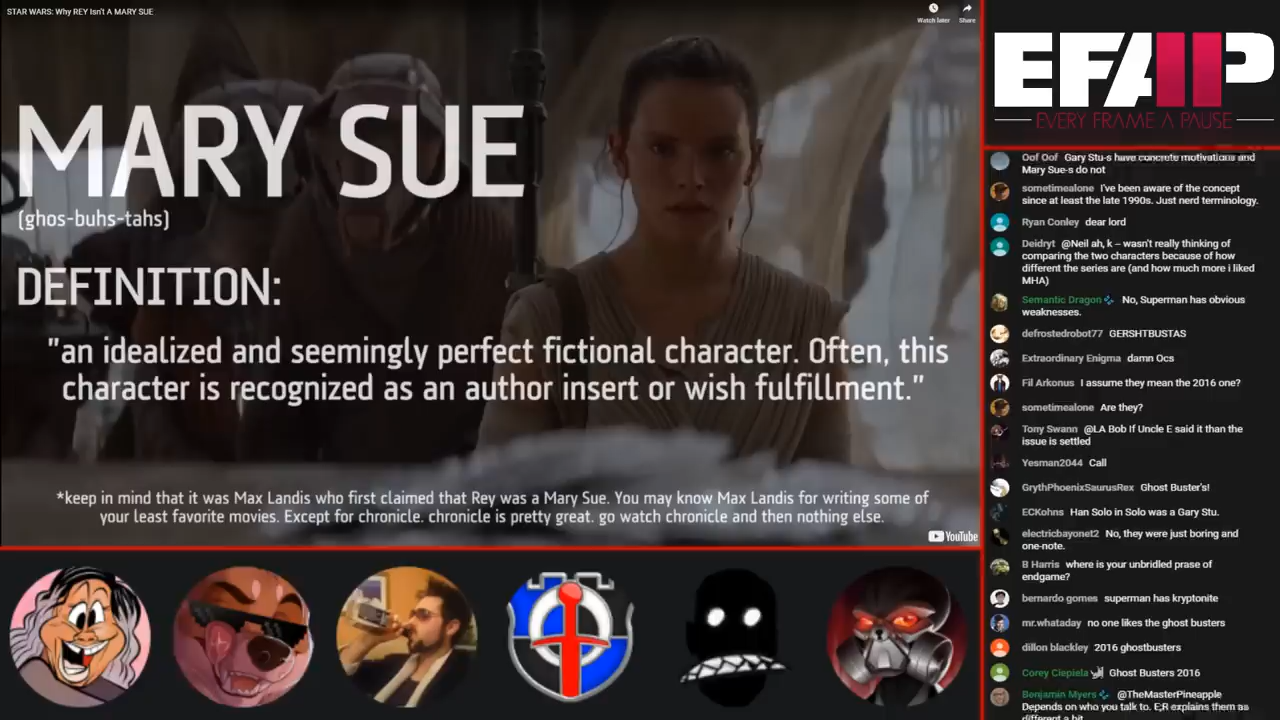 STAR WARS: Why REY Isn't A MARY SUE
Watch later
Share
MARY SUE
(ghos-buhs-tahs)
DEFINITION:
"an idealized and seemingly perfect fictional character. Often, this
character is recognized as an author insert or wish fulfillment."
*keep in mind that it was Max Landis who first claimed that Rey was a Mary Sue. You may know Max Landis for writing some of
your least favorite movies. Except for chronicle. chronicle is pretty great. go watch chronicle and then nothing else.
YouTube
EFAP
EVERY FRAME A PAUSE
Oof Oof Gary Stu-s have concrete motivations and
Mary Sue-s do not
sometimealone I've been aware of the concept
since at least the late 1990s. Just nerd terminology.
Ryan Conley dear lord
Deidryt @Neil ah, k – wasn't really thinking of
comparing the two characters because of how
different the series are (and how much more i liked
MHA)
Semantic Dragon No, Superman has obvious
weaknesses.
defrostedrobot77 GERSHTBUSTAS
Extraordinary Enigma damn Ocs
Fil Arkonus I assume they mean the 2016 one?
sometimealone Are they?
Tony Swann @LA Bob If Uncle E said it than the
issue is settled
Yesman2044 Call
GrythPhoenixSaurusRex Ghost Buster's!
ECKohns Han Solo in Solo was a Gary Stu.
electricbayonet2 No, they were just boring and
one-note.
B Harris where is your unbridled prase of
endgame?
bernardo gomes superman has kryptonite
mr.whataday no one likes the ghost busters
dillon blackley 2016 ghostbusters
Corey Ciepiela Ghost Busters 2016
Benjamin Myers @TheMasterPineapple
Depends on who you talk to. E;R explains them as
different a bit